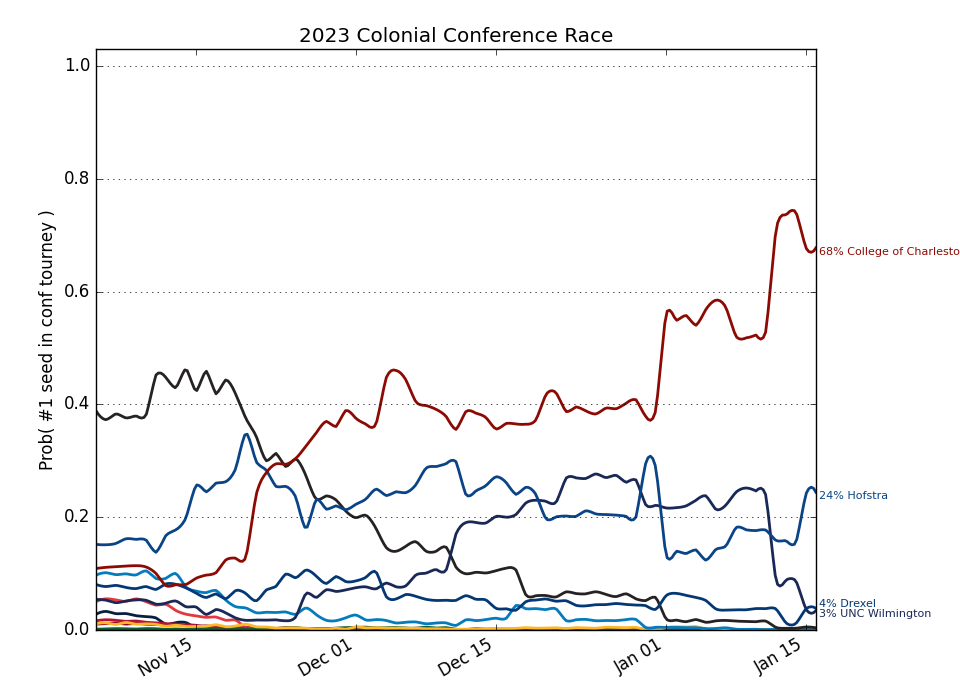 2023 Colonial Conference Race
Prob( #1 seed in conf tourney )
1.0
0.8
0.6
0.4
0.2
0.0
68% College of Charlesto
24% Hofstra
4% Drexel
3% UNC Wilmington
Nov 15
Dec 01
Dec 15
Jan 01
Jan 15